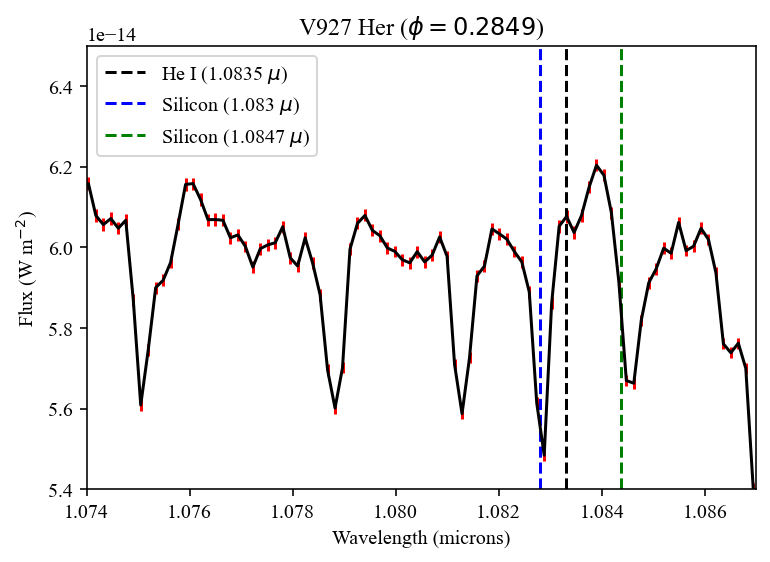 V927 Her (ϕ = 0.2849)
1e−14
He I (1.0835 μ)
Silicon (1.083 μ)
Silicon (1.0847 μ)
6.4
6.2
6.0
5.8
5.6
5.4
Flux (W m⁻²)
1.074 1.076 1.078 1.080 1.082 1.084 1.086
Wavelength (microns)